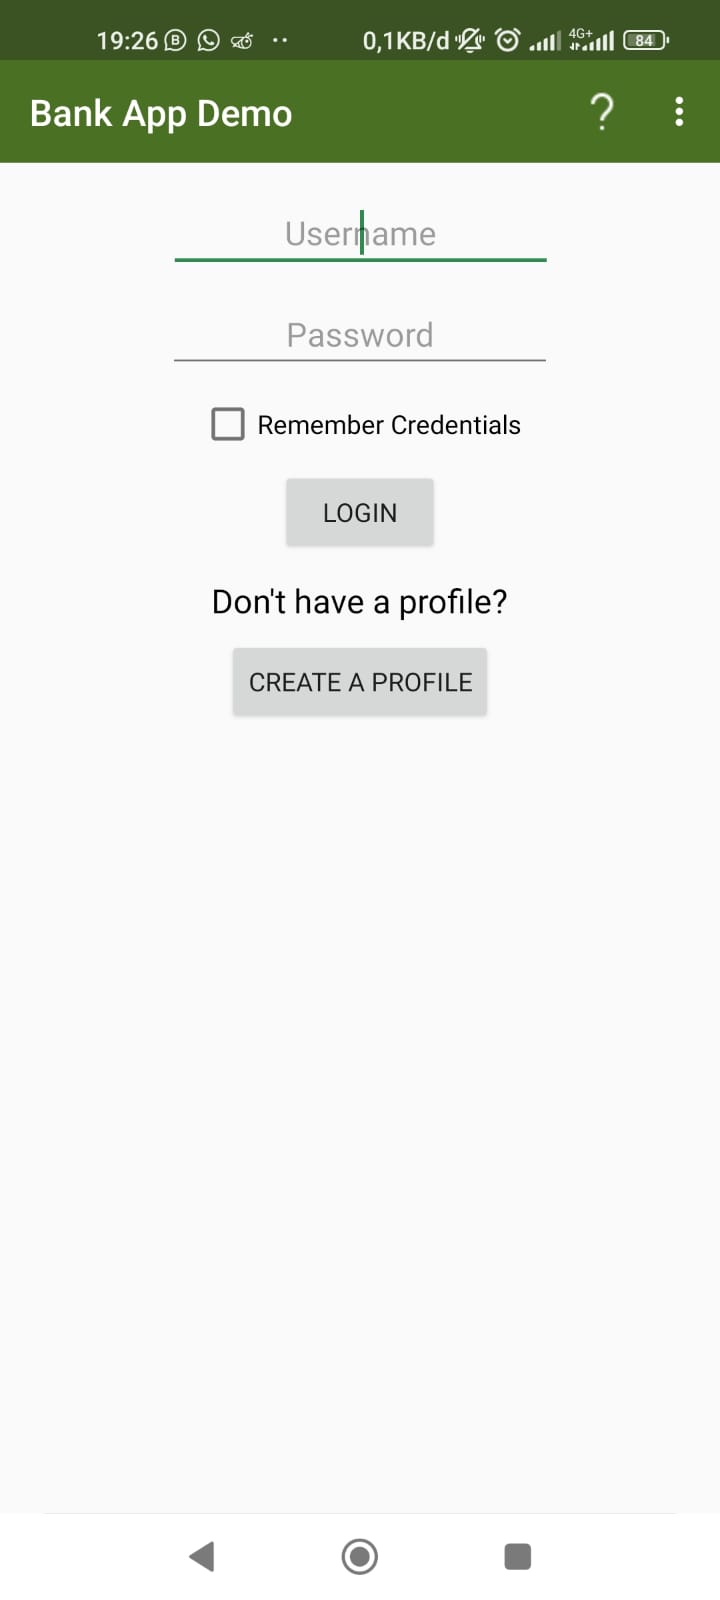 19:26 0,1KB/d 4G+ 84
Bank App Demo ?
Username
Password
Remember Credentials
LOGIN
Don't have a profile?
CREATE A PROFILE